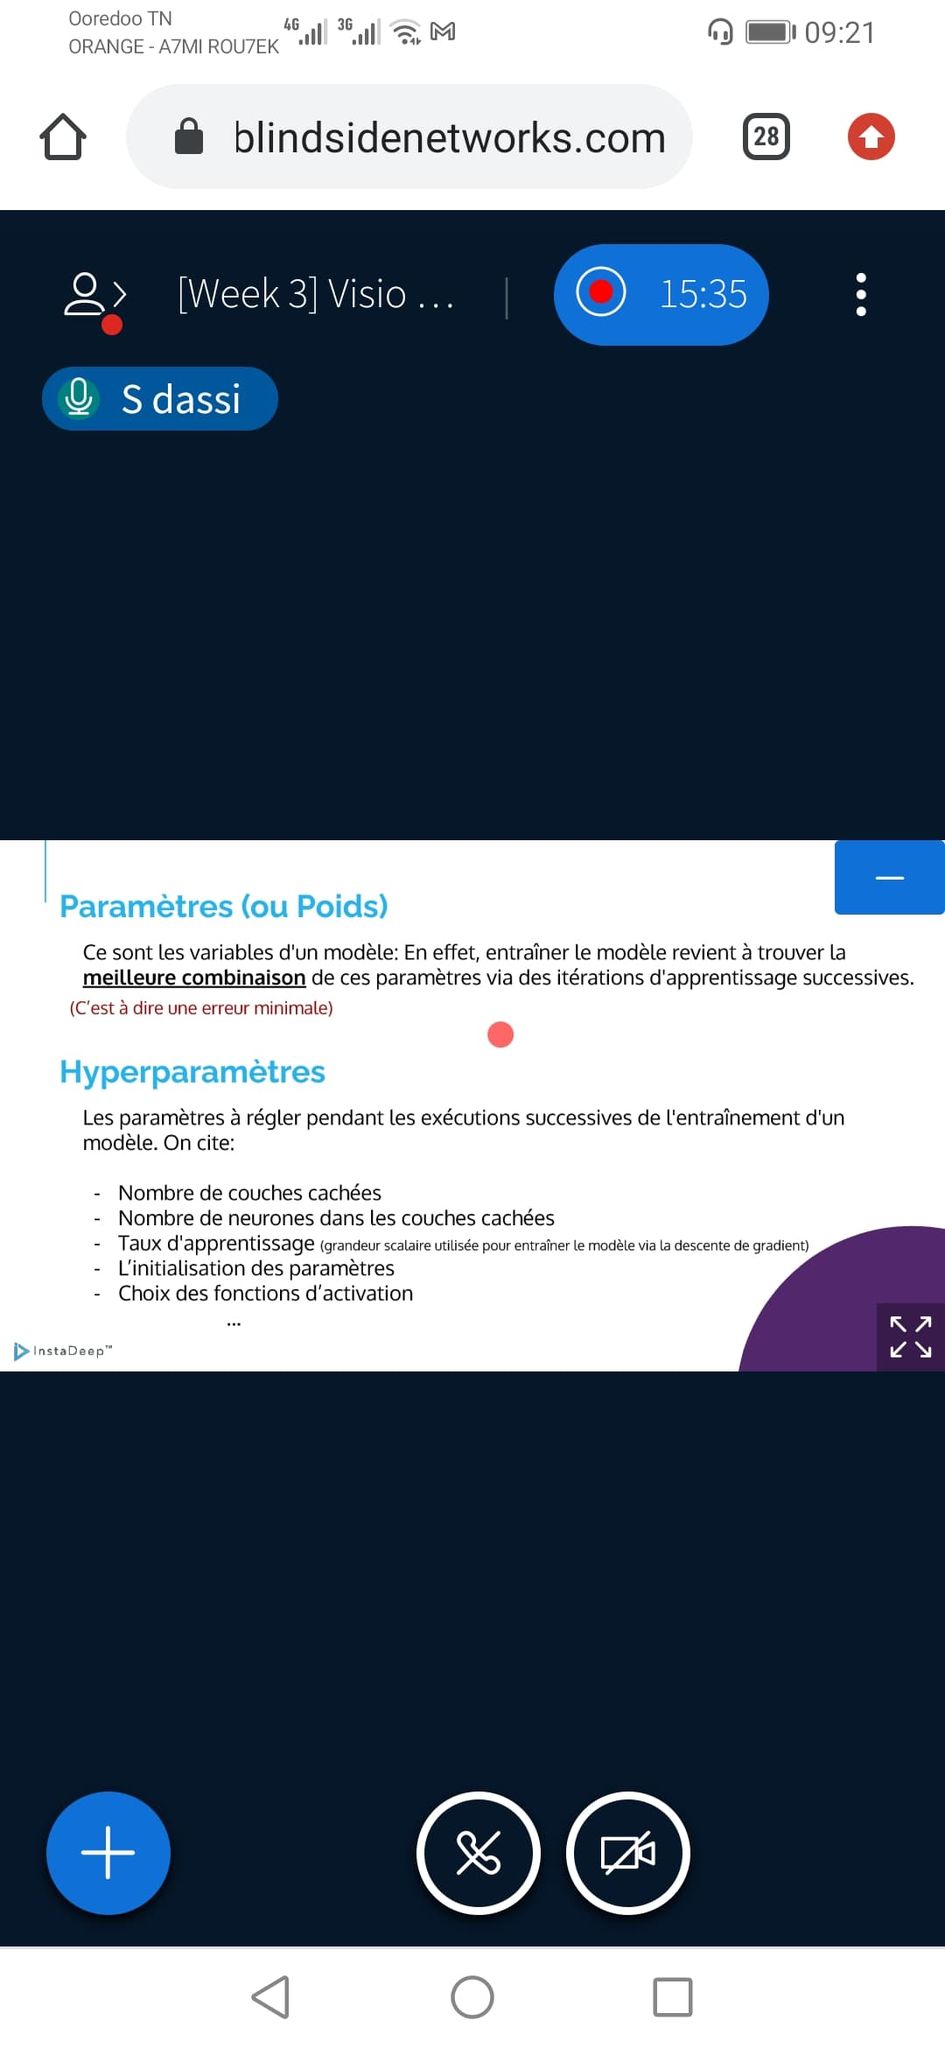 Ooredoo TN
ORANGE - A7MI ROU7EK
4G
3G
09:21
blindsidenetworks.com
28
[Week 3] Visio ...
15:35
S dassi
Paramètres (ou Poids)
Ce sont les variables d'un modèle: En effet, entraîner le modèle revient à trouver la
meilleure combinaison de ces paramètres via des itérations d'apprentissage successives.
(C'est à dire une erreur minimale)
Hyperparamètres
Les paramètres à régler pendant les exécutions successives de l'entraînement d'un
modèle. On cite:
- Nombre de couches cachées
- Nombre de neurones dans les couches cachées
- Taux d'apprentissage (grandeur scalaire utilisée pour entraîner le modèle via la descente de gradient)
- L'initialisation des paramètres
- Choix des fonctions d'activation
...
InstaDeep™